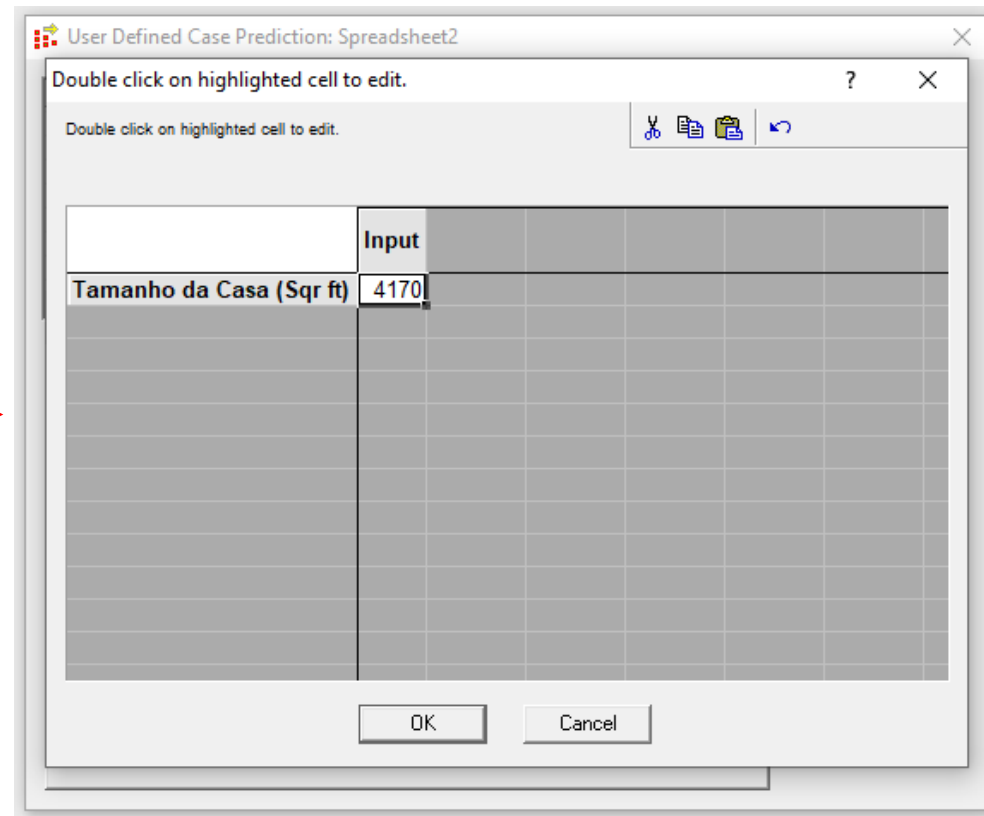 User Defined Case Prediction: Spreadsheet2
Double click on highlighted cell to edit.
Double click on highlighted cell to edit.
Input
Tamanho da Casa (Sqr ft) 4170
OK Cancel